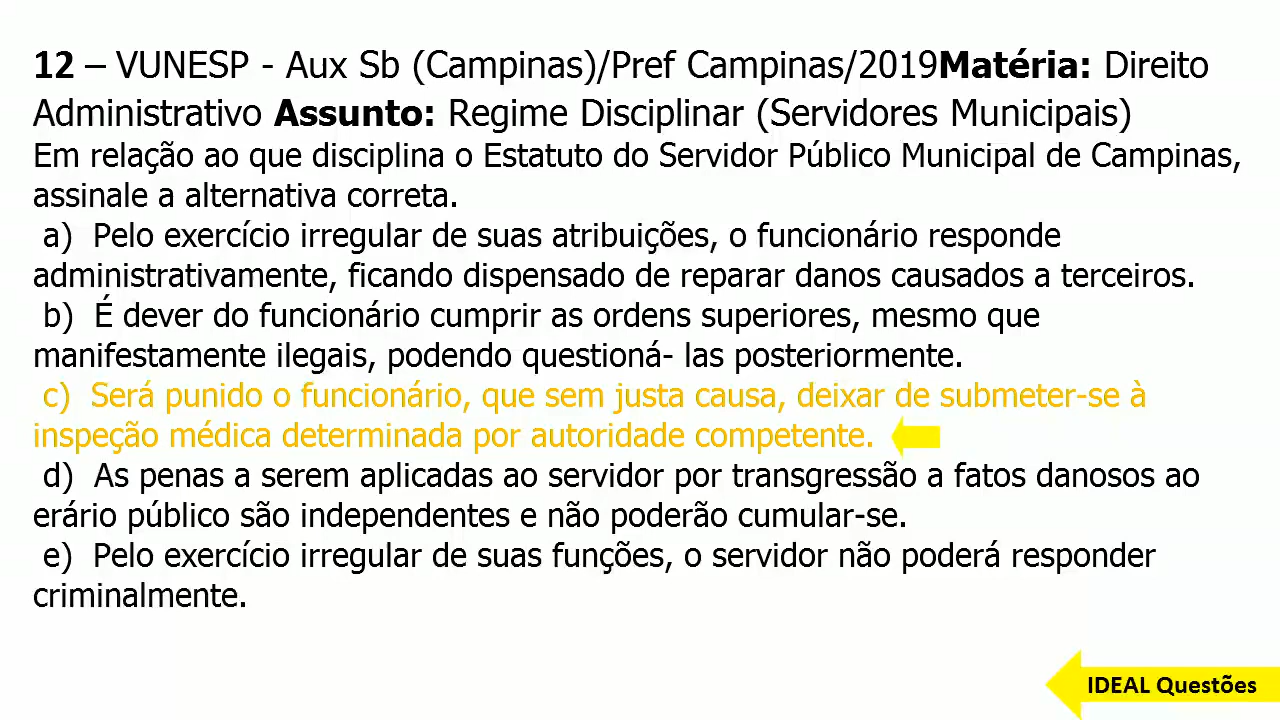 12 – VUNESP - Aux Sb (Campinas)/Pref Campinas/2019Matéria: Direito
Administrativo Assunto: Regime Disciplinar (Servidores Municipais)
Em relação ao que disciplina o Estatuto do Servidor Público Municipal de Campinas,
assinale a alternativa correta.
a) Pelo exercício irregular de suas atribuições, o funcionário responde
administrativamente, ficando dispensado de reparar danos causados a terceiros.
b) É dever do funcionário cumprir as ordens superiores, mesmo que
manifestamente ilegais, podendo questioná- las posteriormente.
c) Será punido o funcionário, que sem justa causa, deixar de submeter-se à
inspeção médica determinada por autoridade competente.
d) As penas a serem aplicadas ao servidor por transgressão a fatos danosos ao
erário público são independentes e não poderão cumular-se.
e) Pelo exercício irregular de suas funções, o servidor não poderá responder
criminalmente.
IDEAL Questões